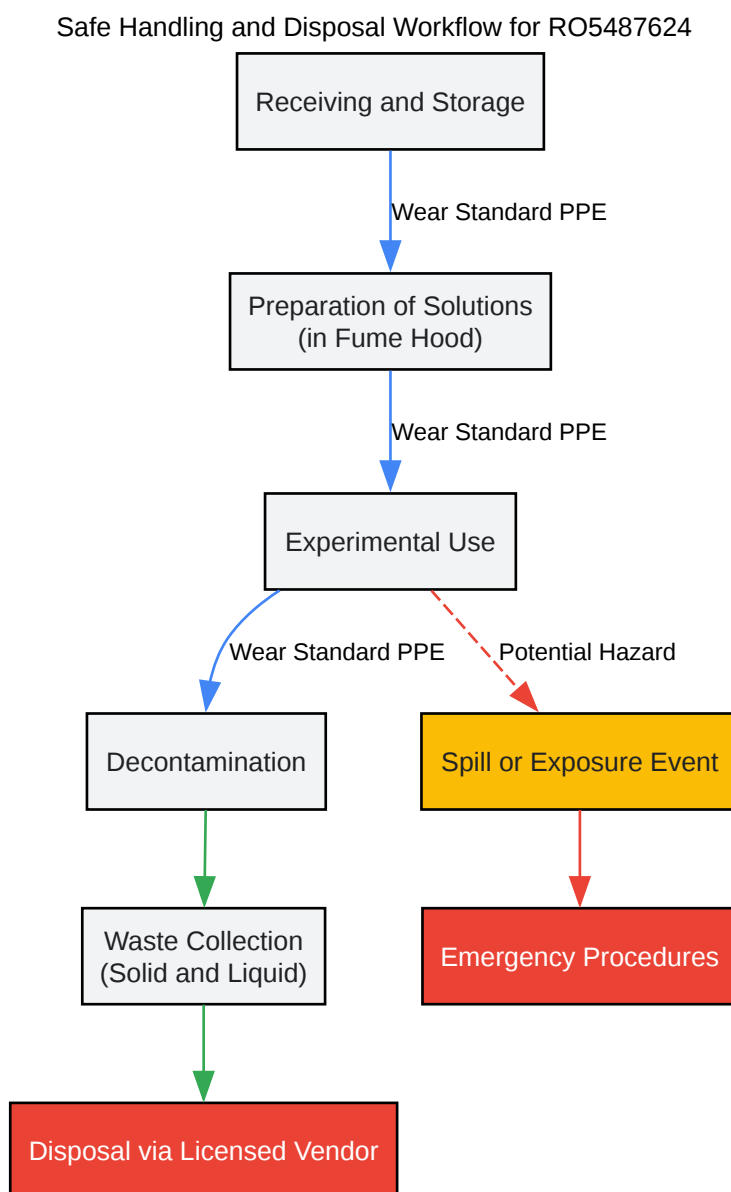 Safe Handling and Disposal Workflow for RO5487624
Receiving and Storage
Wear Standard PPE
Preparation of Solutions
(in Fume Hood)
Wear Standard PPE
Experimental Use
Wear Standard PPE
Potential Hazard
Decontamination
Spill or Exposure Event
Waste Collection
(Solid and Liquid)
Emergency Procedures
Disposal via Licensed Vendor